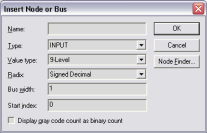 Insert Node or Bus
Name:
OK
Type:
INPUT
Cancel
Value type:
9-Level
Node Finder...
Radix:
Signed Decimal
Bus width:
1
Start index:
0
Display gray code count as binary count